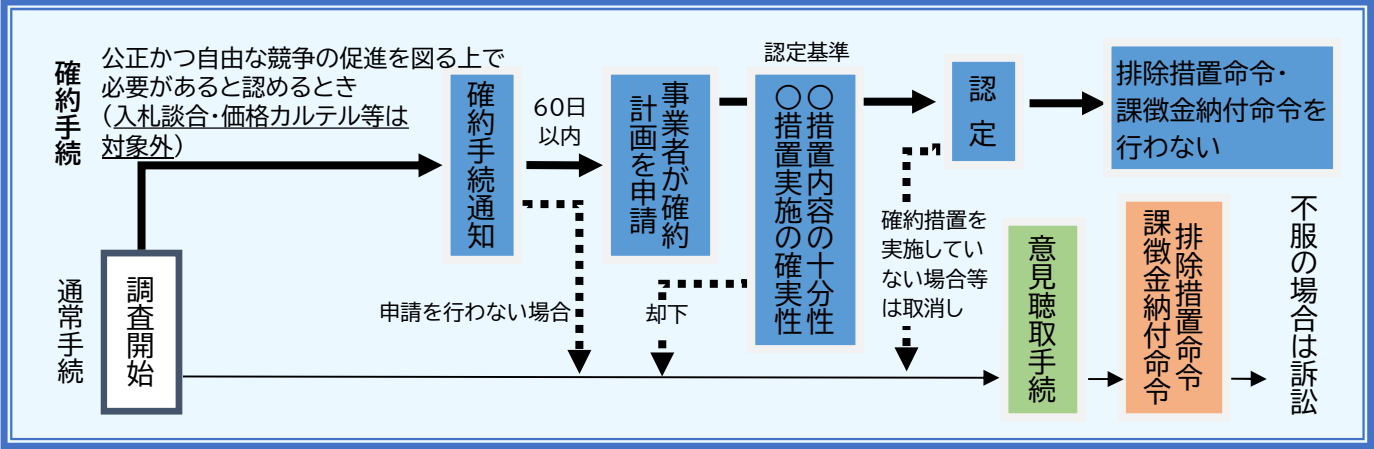 確約手続
公正かつ自由な競争の促進を図る上で
必要があると認めるとき
（入札談合・価格カルテル等は
対象外）
確約手続通知
60日
以内
事業者が確約
計画を申請
認定基準
○措置内容の十分性
○措置実施の確実性
認定
排除措置命令・
課徴金納付命令を
行わない
申請を行わない場合
却下
確約措置を
実施してい
ない場合等
は取消し
通常手続
調査開始
意見聴取手続
排除措置命令
課徴金納付命令
不服の場合は訴訟